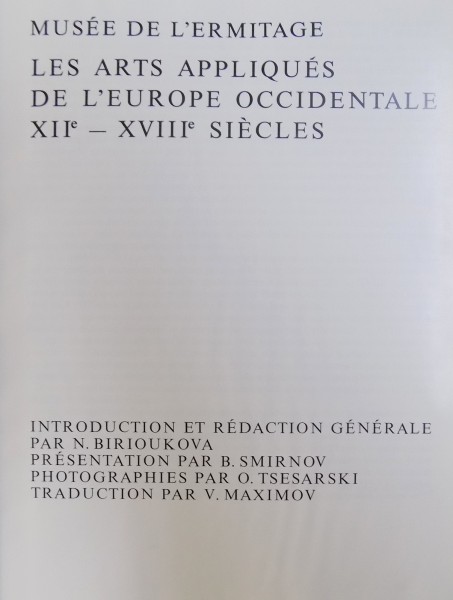 MUSÉE DE L'ERMITAGE
LES ARTS APPLIQUÉS
DE L'EUROPE OCCIDENTALE
XIIe – XVIIIe SIÈCLES
INTRODUCTION ET RÉDACTION GÉNÉRALE
PAR N. BIRIOUKOVA
PRÉSENTATION PAR B. SMIRNOV
PHOTOGRAPHIES PAR O. TSESARSKI
TRADUCTION PAR V. MAXIMOV